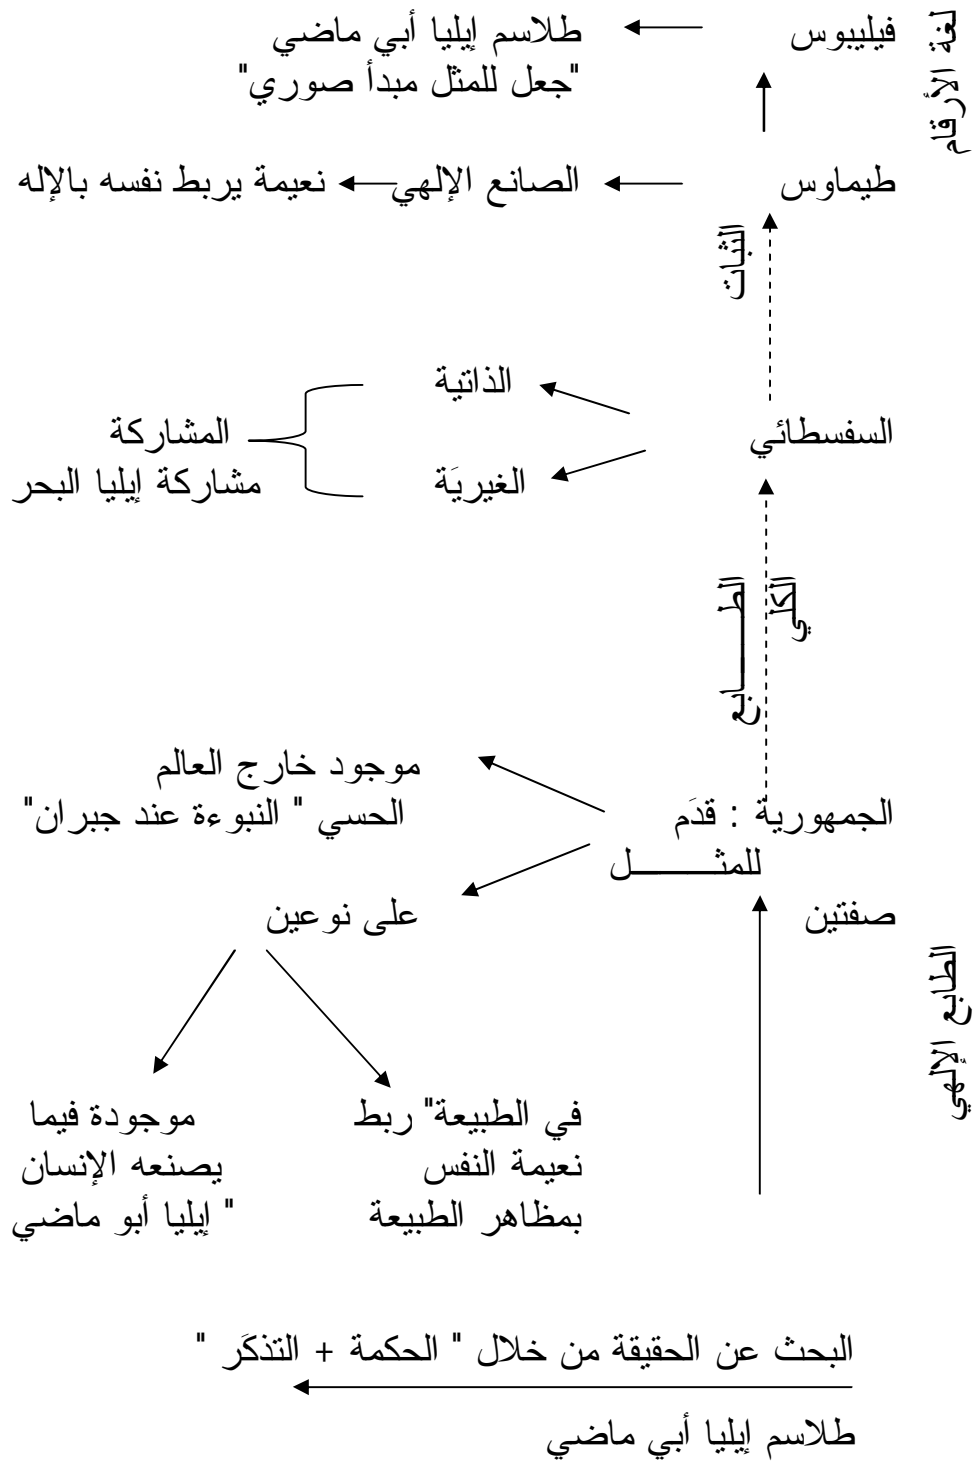 لغة الأرقام
فيليبوس
طلاسم إيليا أبي ماضي
"جعل للمثل مبدأ صوري"
طيماوس
الصانع الإلهي
نعيمة يربط نفسه بالإله
الثبات
السفسطائي
الذاتية
الغيريَة
المشاركة
مشاركة إيليا البحر
الطـــــابع
الكلي
الجمهورية : قدَم
للمثـــــــل
صفتين
موجود خارج العالم
الحسي " النبوءة عند جبران"
على نوعين
الطابع الإلهي
في الطبيعة" ربط
نعيمة النفس
بمظاهر الطبيعة
موجودة فيما
يصنعه الإنسان
" إيليا أبو ماضي
البحث عن الحقيقة من خلال " الحكمة + التذكَر "
طلاسم إيليا أبي ماضي